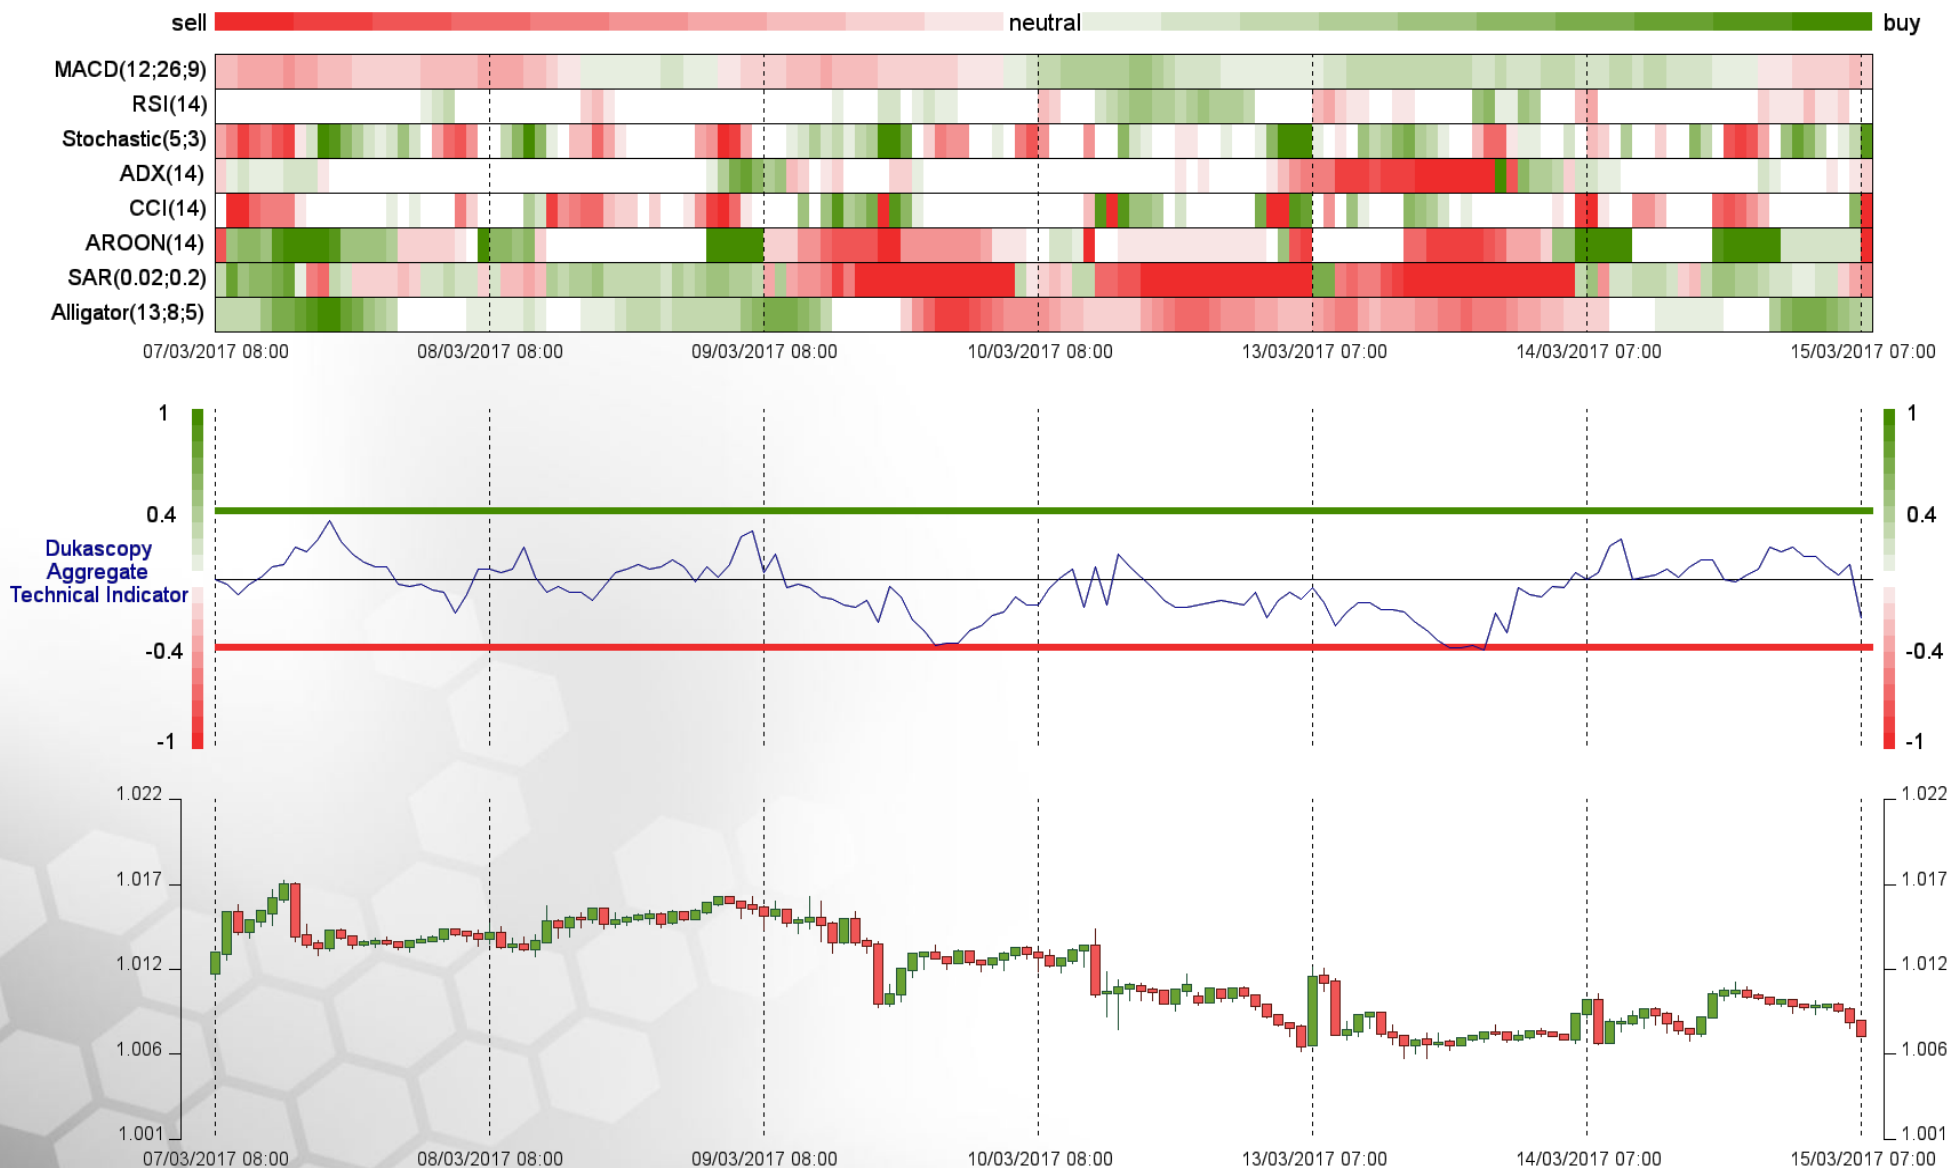 sell neutral buy
MACD(12;26;9)
RSI(14)
Stochastic(5;3)
ADX(14)
CCI(14)
AROON(14)
SAR(0.02;0.2)
Alligator(13;8;5)
07/03/2017 08:00 08/03/2017 08:00 09/03/2017 08:00 10/03/2017 08:00 13/03/2017 07:00 14/03/2017 07:00 15/03/2017 07:00
1 1
0.4 0.4
Dukascopy
Aggregate
Technical Indicator
-0.4 -0.4
-1 -1
1.022 1.022
1.017 1.017
1.012 1.012
1.006 1.006
1.001 1.001
07/03/2017 08:00 08/03/2017 08:00 09/03/2017 08:00 10/03/2017 08:00 13/03/2017 07:00 14/03/2017 07:00 15/03/2017 07:00